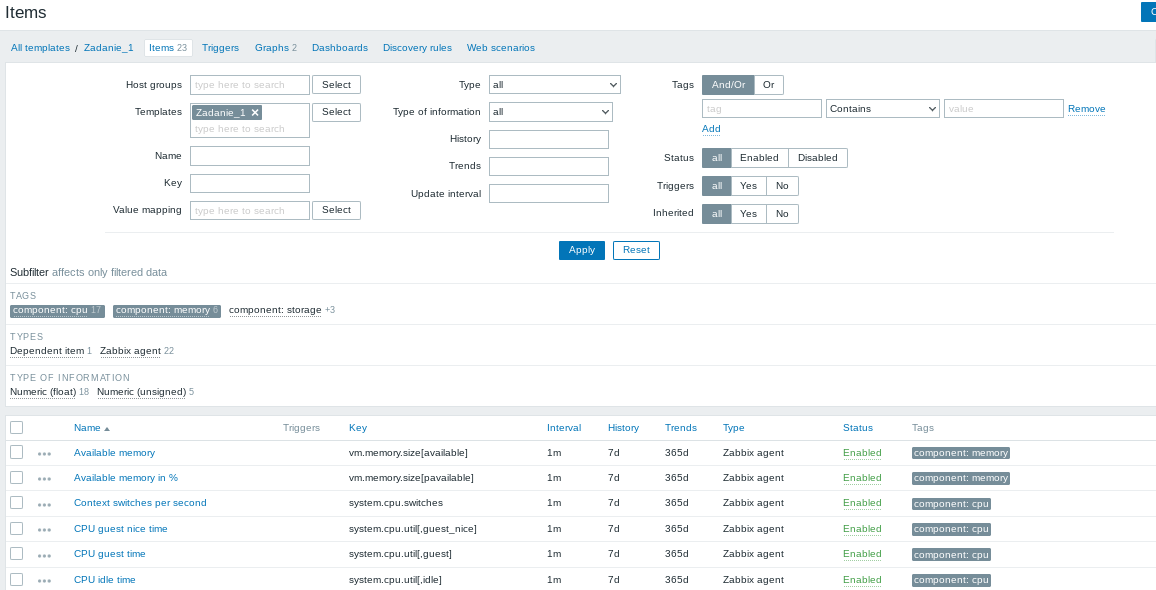 Items
All templates / Zadanie_1 Items 23 Triggers Graphs 2 Dashboards Discovery rules Web scenarios
Host groups type here to search Select Type all Tags And/Or Or
Templates Zadanie_1 × Select Type of information all tag Contains value Remove
type here to search Add
History
Name Trends Status all Enabled Disabled
Key Update interval Triggers all Yes No
Value mapping type here to search Select Inherited all Yes No
Apply Reset
Subfilter affects only filtered data
TAGS
component: cpu 17 component: memory 6 component: storage +3
TYPES
Dependent item 1 Zabbix agent 22
TYPE OF INFORMATION
Numeric (float) 18 Numeric (unsigned) 5
Name Triggers Key Interval History Trends Type Status Tags
Available memory vm.memory.size[available] 1m 7d 365d Zabbix agent Enabled component: memory
Available memory in % vm.memory.size[pavailable] 1m 7d 365d Zabbix agent Enabled component: memory
Context switches per second system.cpu.switches 1m 7d 365d Zabbix agent Enabled component: cpu
CPU guest nice time system.cpu.util[,guest_nice] 1m 7d 365d Zabbix agent Enabled component: cpu
CPU guest time system.cpu.util[,guest] 1m 7d 365d Zabbix agent Enabled component: cpu
CPU idle time system.cpu.util[,idle] 1m 7d 365d Zabbix agent Enabled component: cpu